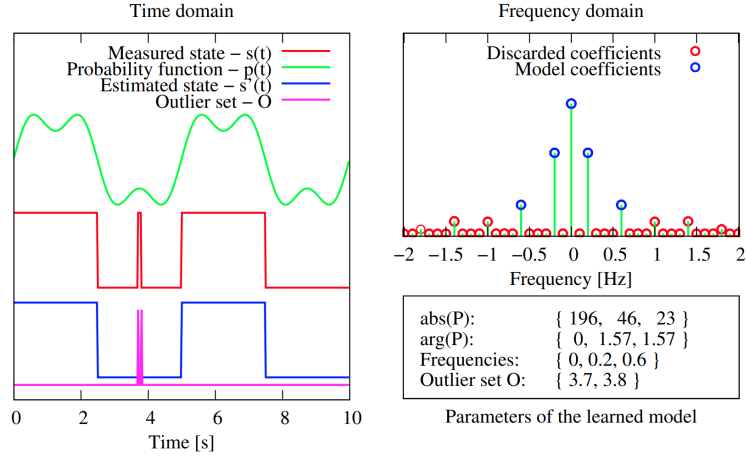 Time domain
Measured state − s(t)
Probability function − p(t)
Estimated state − s'(t)
Outlier set − O
0 2 4 6 8 10
Time [s]
Frequency domain
Discarded coefficients
Model coefficients
−2 −1.5 −1 −0.5 0 0.5 1 1.5 2
Frequency [Hz]
abs(P): { 196, 46, 23 }
arg(P): { 0, 1.57, 1.57 }
Frequencies: { 0, 0.2, 0.6 }
Outlier set O: { 3.7, 3.8 }
Parameters of the learned model